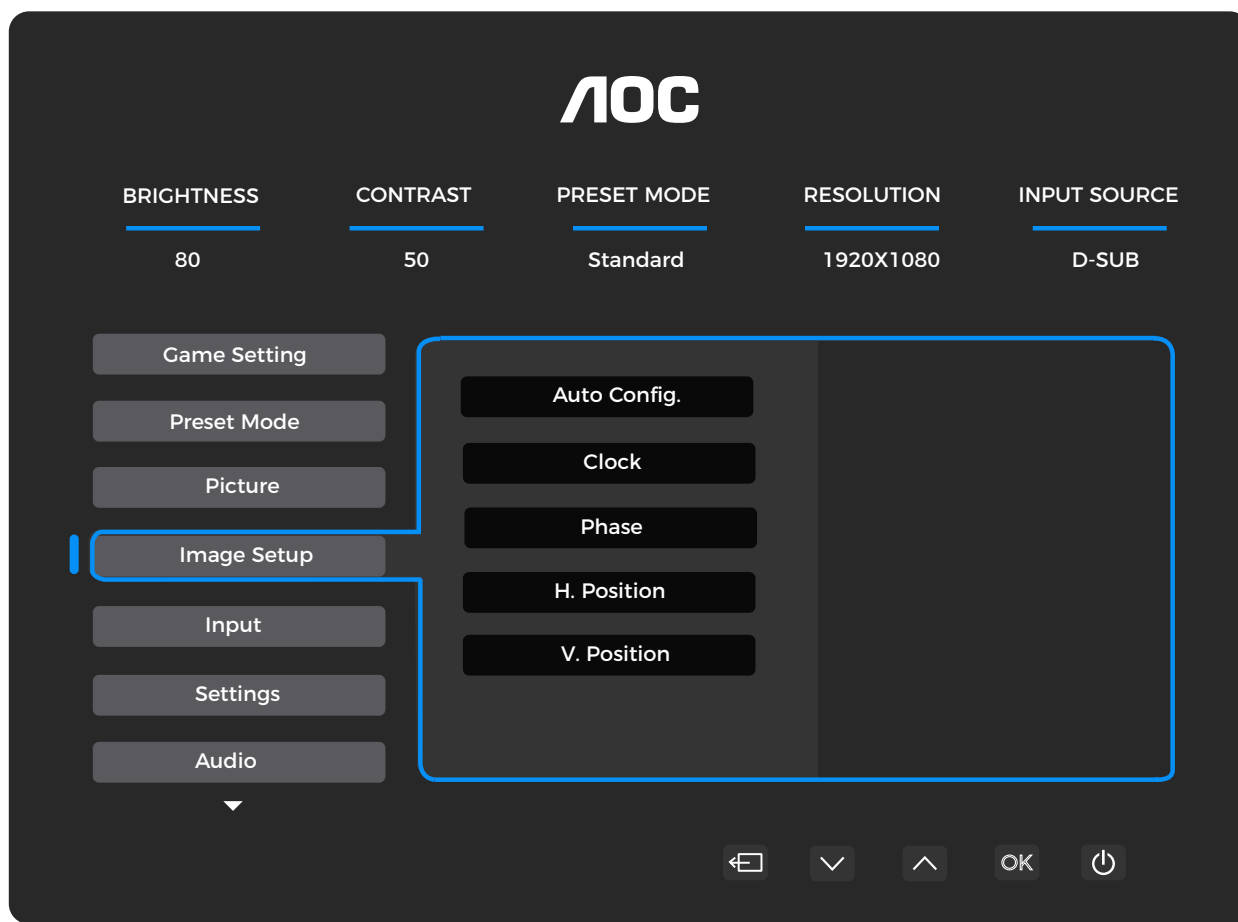 AOC
BRIGHTNESS CONTRAST PRESET MODE RESOLUTION INPUT SOURCE
80 50 Standard 1920X1080 D-SUB
Game Setting
Preset Mode
Picture
Image Setup
Input
Settings
Audio
Auto Config.
Clock
Phase
H. Position
V. Position
OK